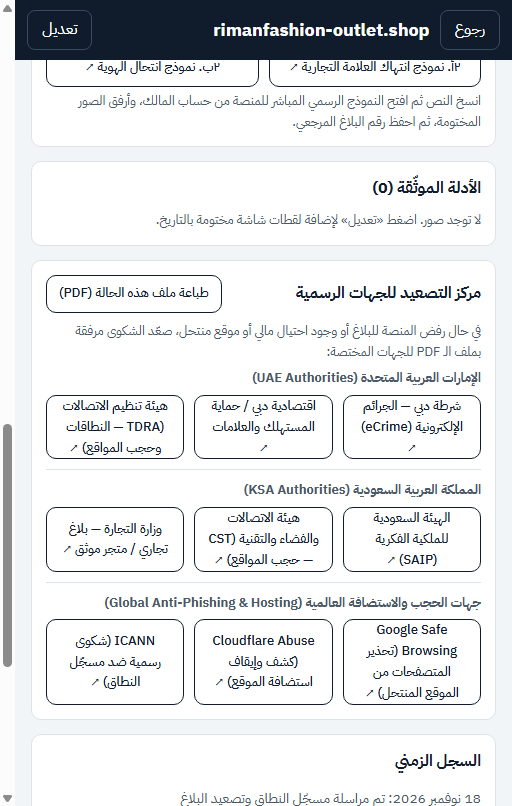 رجوع
rimanfashion-outlet.shop
تعديل
٢أ. نموذج انتهاك العلامة التجارية ↗
٢ب. نموذج انتحال الهوية ↗
انسخ النص ثم افتح النموذج الرسمي المباشر للمنصة من حساب المالك، وأرفق الصور
المختومة، ثم احفظ رقم البلاغ المرجعي.
الأدلة الموثّقة (0)
لا توجد صور. اضغط «تعديل» لإضافة لقطات شاشة مختومة بالتاريخ.
مركز التصعيد للجهات الرسمية
طباعة ملف هذه الحالة (PDF)
في حال رفض المنصة للبلاغ أو وجود احتيال مالي أو موقع منتحل، صعّد الشكوى مرفقة
بملف الـ PDF للجهات المختصة:
الإمارات العربية المتحدة (UAE Authorities)
شرطة دبي — الجرائم
الإلكترونية (eCrime)
↗
اقتصادية دبي / حماية
المستهلك والعلامات
↗
هيئة تنظيم الاتصالات
(TDRA — النطاقات
وحجب المواقع) ↗
المملكة العربية السعودية (KSA Authorities)
الهيئة السعودية
للملكية الفكرية
(SAIP) ↗
هيئة الاتصالات
والفضاء والتقنية (CST
— حجب المواقع) ↗
وزارة التجارة — بلاغ
تجاري / متجر موثق ↗
جهات الحجب والاستضافة العالمية (Global Anti-Phishing & Hosting)
Google Safe
Browsing (تحذير
المتصفحات من
الموقع المنتحل) ↗
Cloudflare Abuse
(كشف وإيقاف
استضافة الموقع) ↗
ICANN (شكوى
رسمية ضد مسجّل
النطاق) ↗
السجل الزمني
18 نوفمبر 2026: تم مراسلة مسجّل النطاق وتصعيد البلاغ